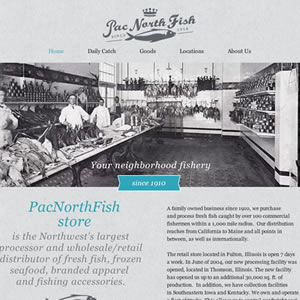 Pac North Fish
SINCE 1910
Home Daily Catch Goods Locations About Us
Your neighborhood fishery
since 1910
PacNorthFish
store
is the Northwest's largest
processor and wholesale/retail
distributor of fresh fish, frozen
seafood, branded apparel
and fishing accessories.
A family owned business since 1910, we purchase
and process fresh fish caught by over 100 commercial
fishermen within a 1,000 mile radius. Our distribution
reaches from California to Maine and all points in
between, as well as internationally.
The retail store located in Fulton, Illinois is open 7 days
a week. In June of 2004, our new processing facility was
opened, located in Thomson, Illinois. The new facility
has opened us up to an additional 30,000 sq. ft. of
production. In addition, we have collection facilities
in Southeastern Iowa and Kentucky. We own and operate